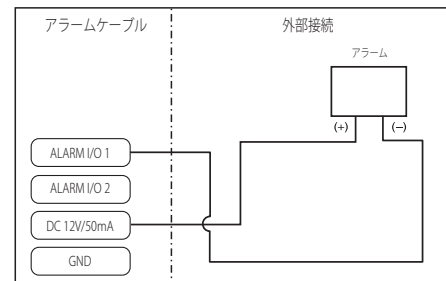 アラームケーブル
外部接続
アラーム
(+)
(−)
ALARM I/O 1
ALARM I/O 2
DC 12V/50mA
GND